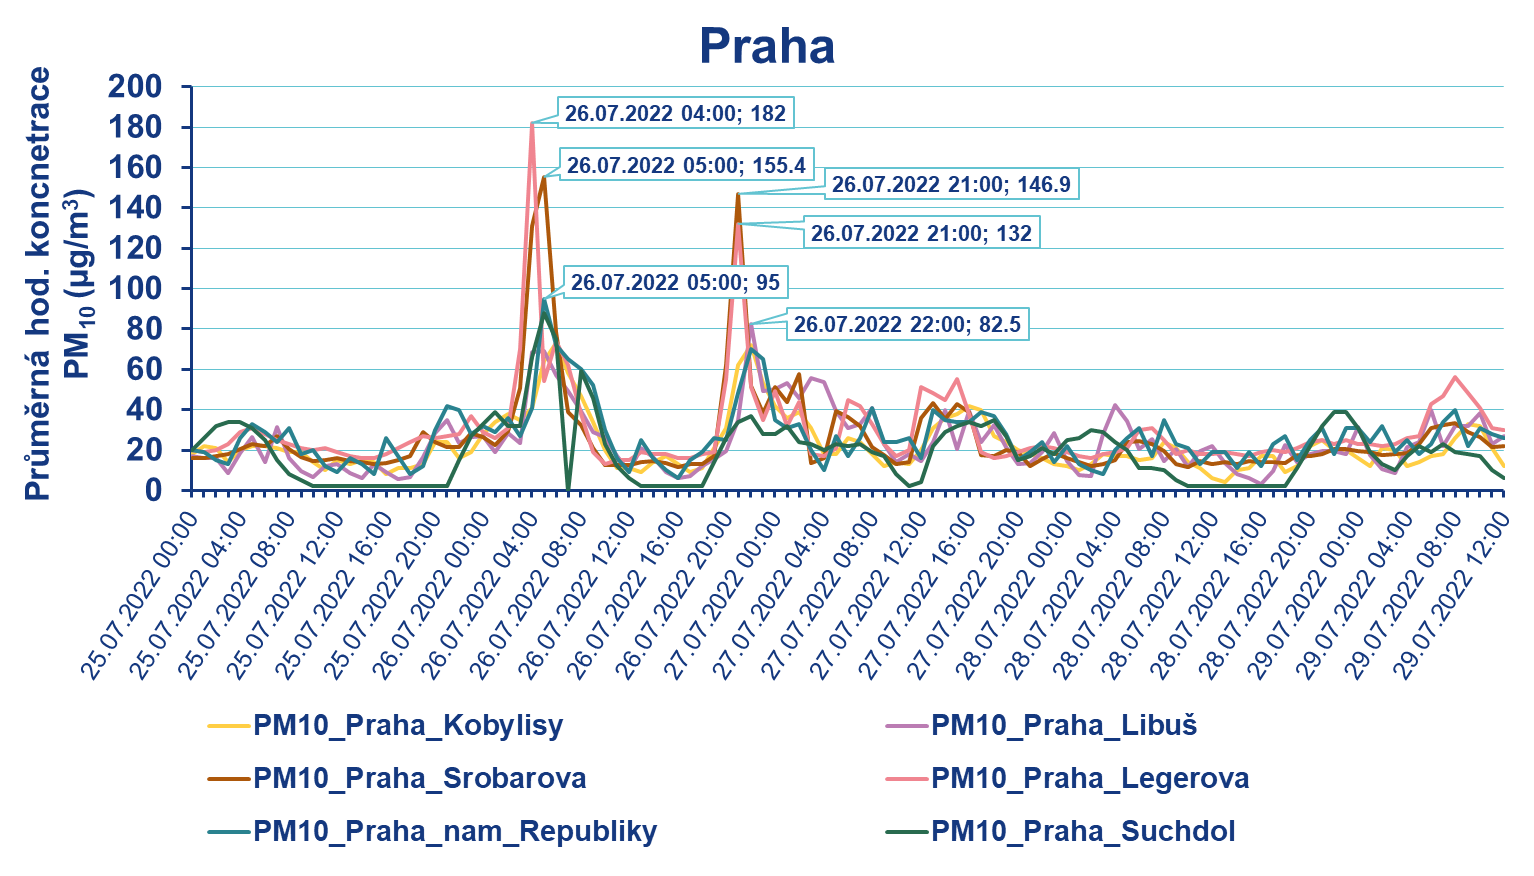 Praha
Průměrná hod. koncnetrace
PM10 (µg/m3)
200
180
160
140
120
100
80
60
40
20
0
26.07.2022 04:00; 182
26.07.2022 05:00; 155.4
26.07.2022 21:00; 146.9
26.07.2022 21:00; 132
26.07.2022 05:00; 95
26.07.2022 22:00; 82.5
25.07.2022 00:00
25.07.2022 04:00
25.07.2022 08:00
25.07.2022 12:00
25.07.2022 16:00
25.07.2022 20:00
26.07.2022 00:00
26.07.2022 04:00
26.07.2022 08:00
26.07.2022 12:00
26.07.2022 16:00
26.07.2022 20:00
27.07.2022 00:00
27.07.2022 04:00
27.07.2022 08:00
27.07.2022 12:00
27.07.2022 16:00
27.07.2022 20:00
28.07.2022 00:00
28.07.2022 04:00
28.07.2022 08:00
28.07.2022 12:00
28.07.2022 16:00
28.07.2022 20:00
29.07.2022 00:00
29.07.2022 04:00
29.07.2022 08:00
29.07.2022 12:00
PM10_Praha_Kobylisy
PM10_Praha_Libuš
PM10_Praha_Srobarova
PM10_Praha_Legerova
PM10_Praha_nam_Republiky
PM10_Praha_Suchdol